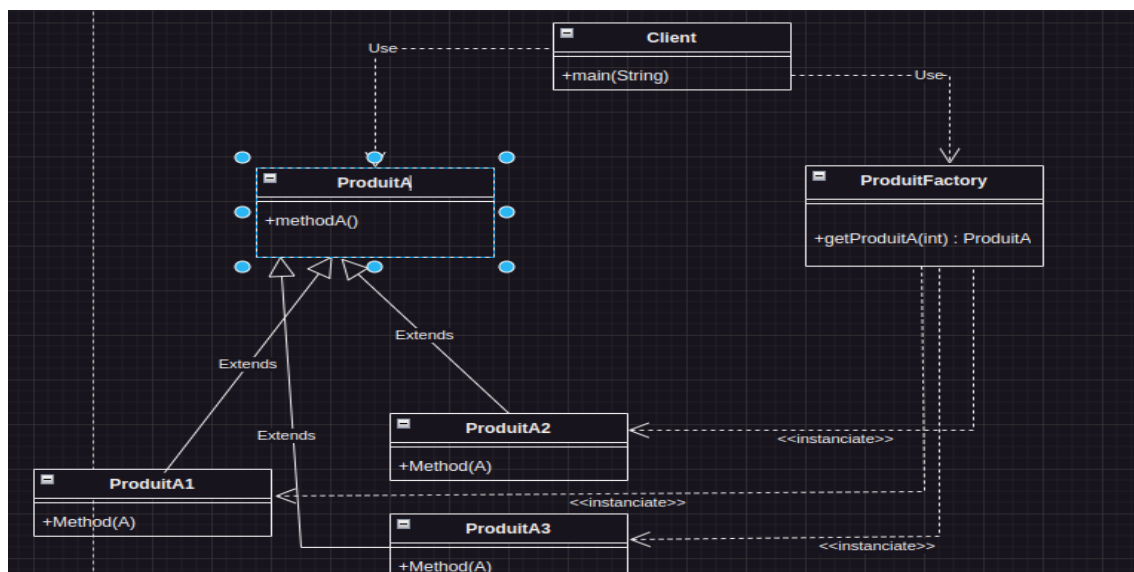 Client
Use
+main(String)
Use
ProduitA
+methodA()
ProduitFactory
+getProduitA(int) : ProduitA
Extends
Extends
Extends
ProduitA2
+Method(A)
<<instanciate>>
ProduitA1
+Method(A)
<<instanciate>>
ProduitA3
<<instanciate>>
+Method(A)